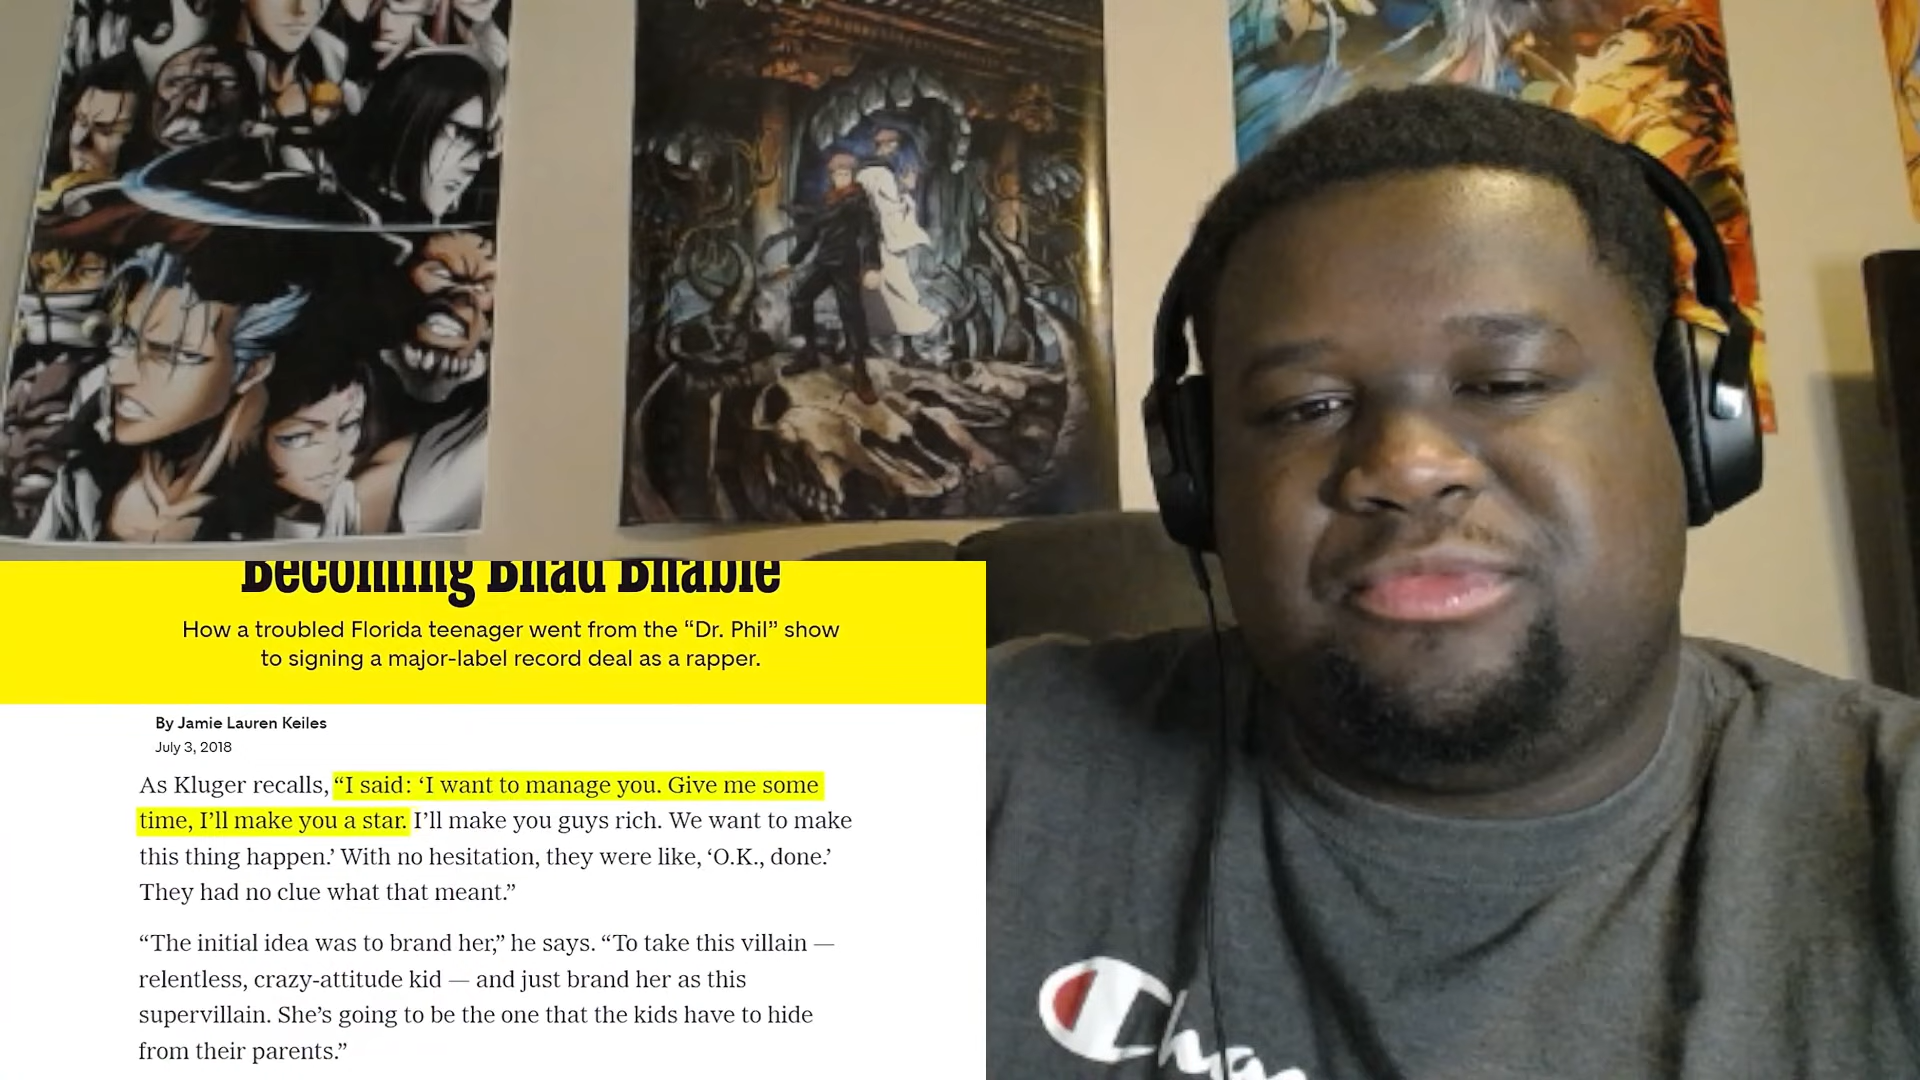 Becoming Bhad Bhabie
How a troubled Florida teenager went from the “Dr. Phil” show
to signing a major-label record deal as a rapper.
By Jamie Lauren Keiles
July 3, 2018
As Kluger recalls, “I said: ‘I want to manage you. Give me some
time, I’ll make you a star. I’ll make you guys rich. We want to make
this thing happen.’ With no hesitation, they were like, ‘O.K., done.’
They had no clue what that meant.”
“The initial idea was to brand her,” he says. “To take this villain —
relentless, crazy-attitude kid — and just brand her as this
supervillain. She’s going to be the one that the kids have to hide
from their parents.”